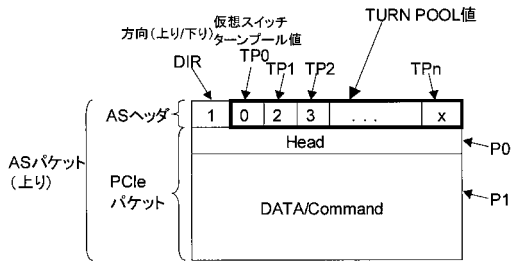 TURN POOL値
仮想スイッチ
方向(上り/下り) ターンプール値
DIR TP0 TP1 TP2 TPn
ASヘッダ 1 0 2 3 . . . x
Head P0
ASパケット
(上り)
PCIe
パケット
DATA/Command P1